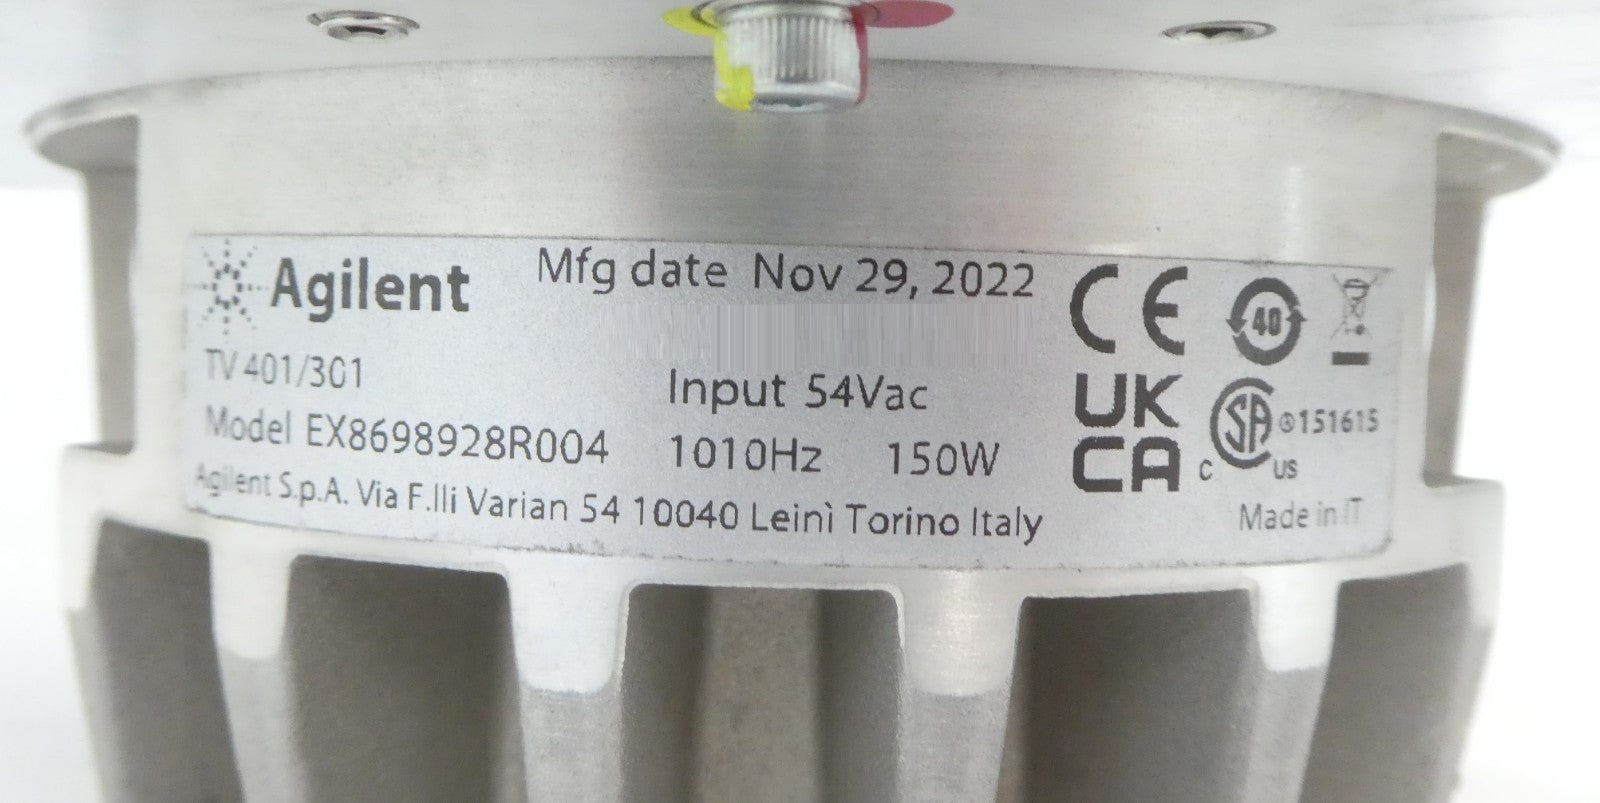 Agilent
Mfg date Nov 29, 2022
TV 401/301
Input 54Vac
Model EX8698928R004
1010Hz 150W
Agilent S.p.A. Via F.lli Varian 54 10040 Leinì Torino Italy
CE
40
UK
CA
C SA US
151615
Made in IT